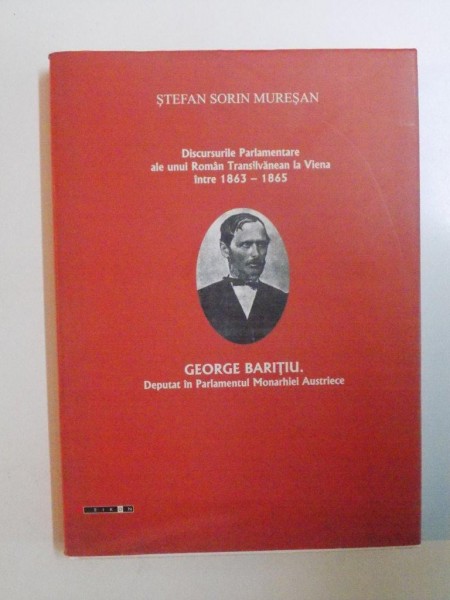 ŞTEFAN SORIN MUREŞAN
Discursurile Parlamentare
ale unui Român Transilvănean la Viena
între 1863 – 1865
GEORGE BARIŢIU.
Deputat în Parlamentul Monarhiei Austriece